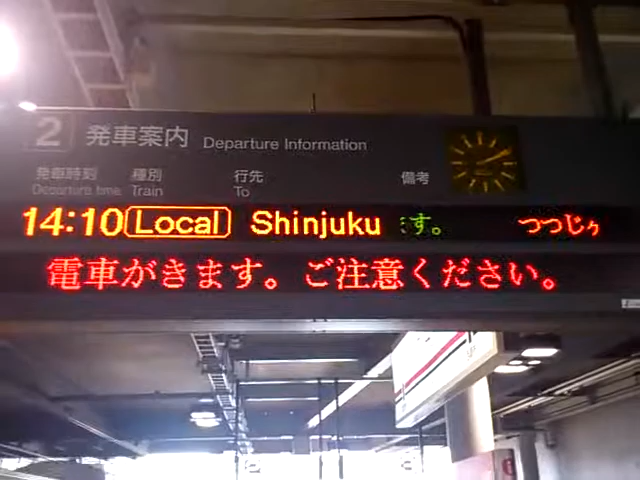 2 発車案内 Departure Information
発車時刻 種別 行先 備考
Departure time Train To
14:10 Local Shinjuku す。 つつじヶ
電車がきます。ご注意ください。